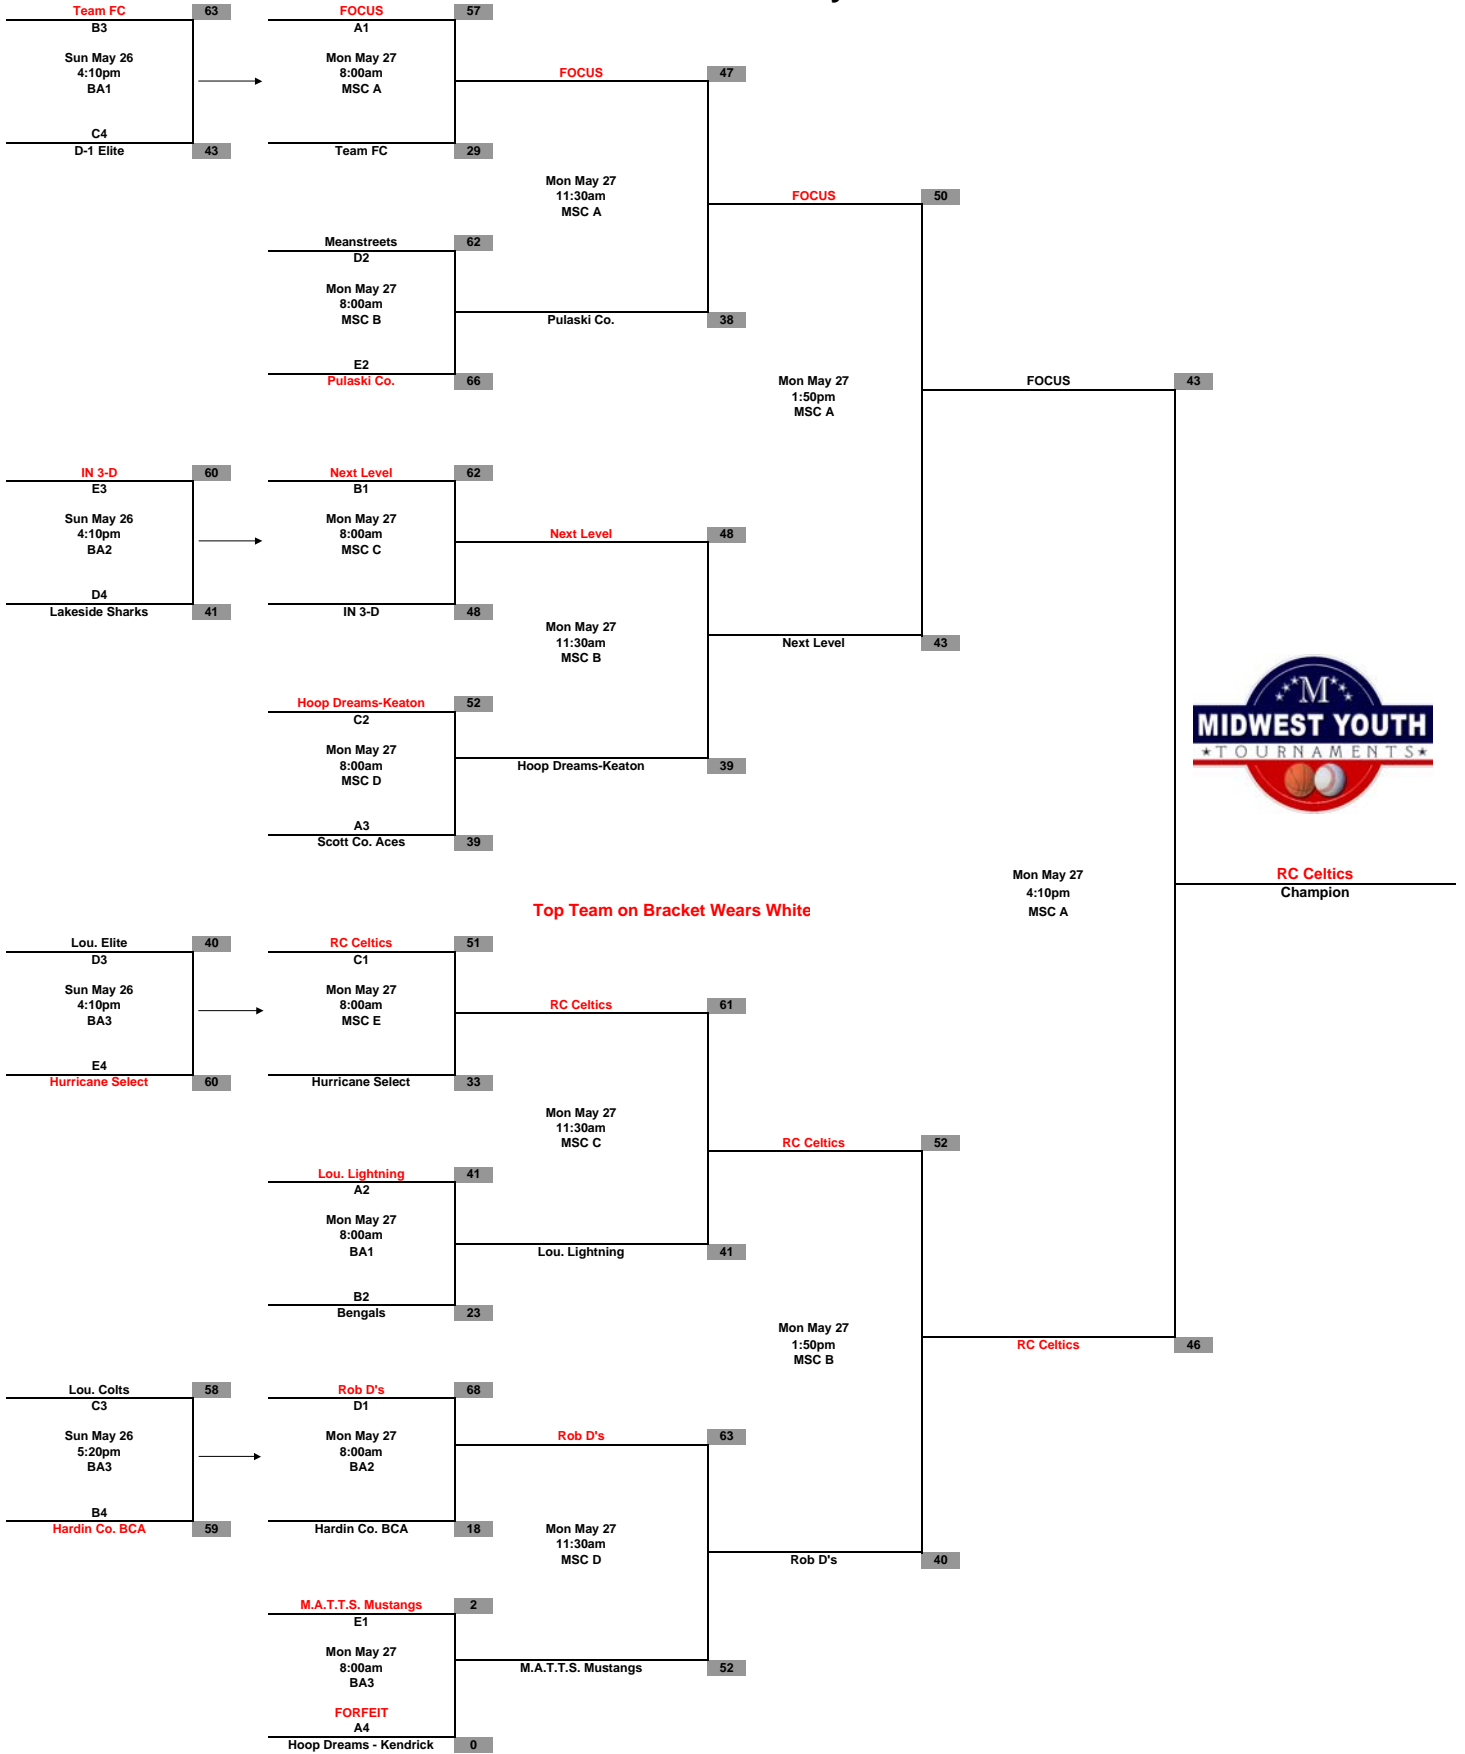 Team FC 63
B3
Sun May 26
4:10pm
BA1
C4
D-1 Elite 43
FOCUS 57
A1
Mon May 27
8:00am
MSC A
Team FC 29
Meanstreets 62
D2
Mon May 27
8:00am
MSC B
E2
Pulaski Co. 66
FOCUS 47
Mon May 27
11:30am
MSC A
Pulaski Co. 38
IN 3-D 60
E3
Sun May 26
4:10pm
BA2
D4
Lakeside Sharks 41
Next Level 62
B1
Mon May 27
8:00am
MSC C
IN 3-D 48
Hoop Dreams-Keaton 52
C2
Mon May 27
8:00am
MSC D
A3
Scott Co. Aces 39
Next Level 48
Mon May 27
11:30am
MSC B
Hoop Dreams-Keaton 39
FOCUS 50
Mon May 27
1:50pm
MSC A
Next Level 43
Top Team on Bracket Wears White
Lou. Elite 40
D3
Sun May 26
4:10pm
BA3
E4
Hurricane Select 60
RC Celtics 51
C1
Mon May 27
8:00am
MSC E
Hurricane Select 33
Lou. Lightning 41
A2
Mon May 27
8:00am
BA1
B2
Bengals 23
RC Celtics 61
Mon May 27
11:30am
MSC C
Lou. Lightning 41
Lou. Colts 58
C3
Sun May 26
5:20pm
BA3
B4
Hardin Co. BCA 59
Rob D's 68
D1
Mon May 27
8:00am
BA2
Hardin Co. BCA 18
M.A.T.T.S. Mustangs 2
E1
Mon May 27
8:00am
BA3
FORFEIT
A4
Hoop Dreams - Kendrick 0
Rob D's 63
Mon May 27
11:30am
MSC D
M.A.T.T.S. Mustangs 52
RC Celtics 52
Mon May 27
1:50pm
MSC B
Rob D's 40
FOCUS 43
Mon May 27
4:10pm
MSC A
RC Celtics 46
M
MIDWEST YOUTH
TOURNAMENTS
RC Celtics
Champion